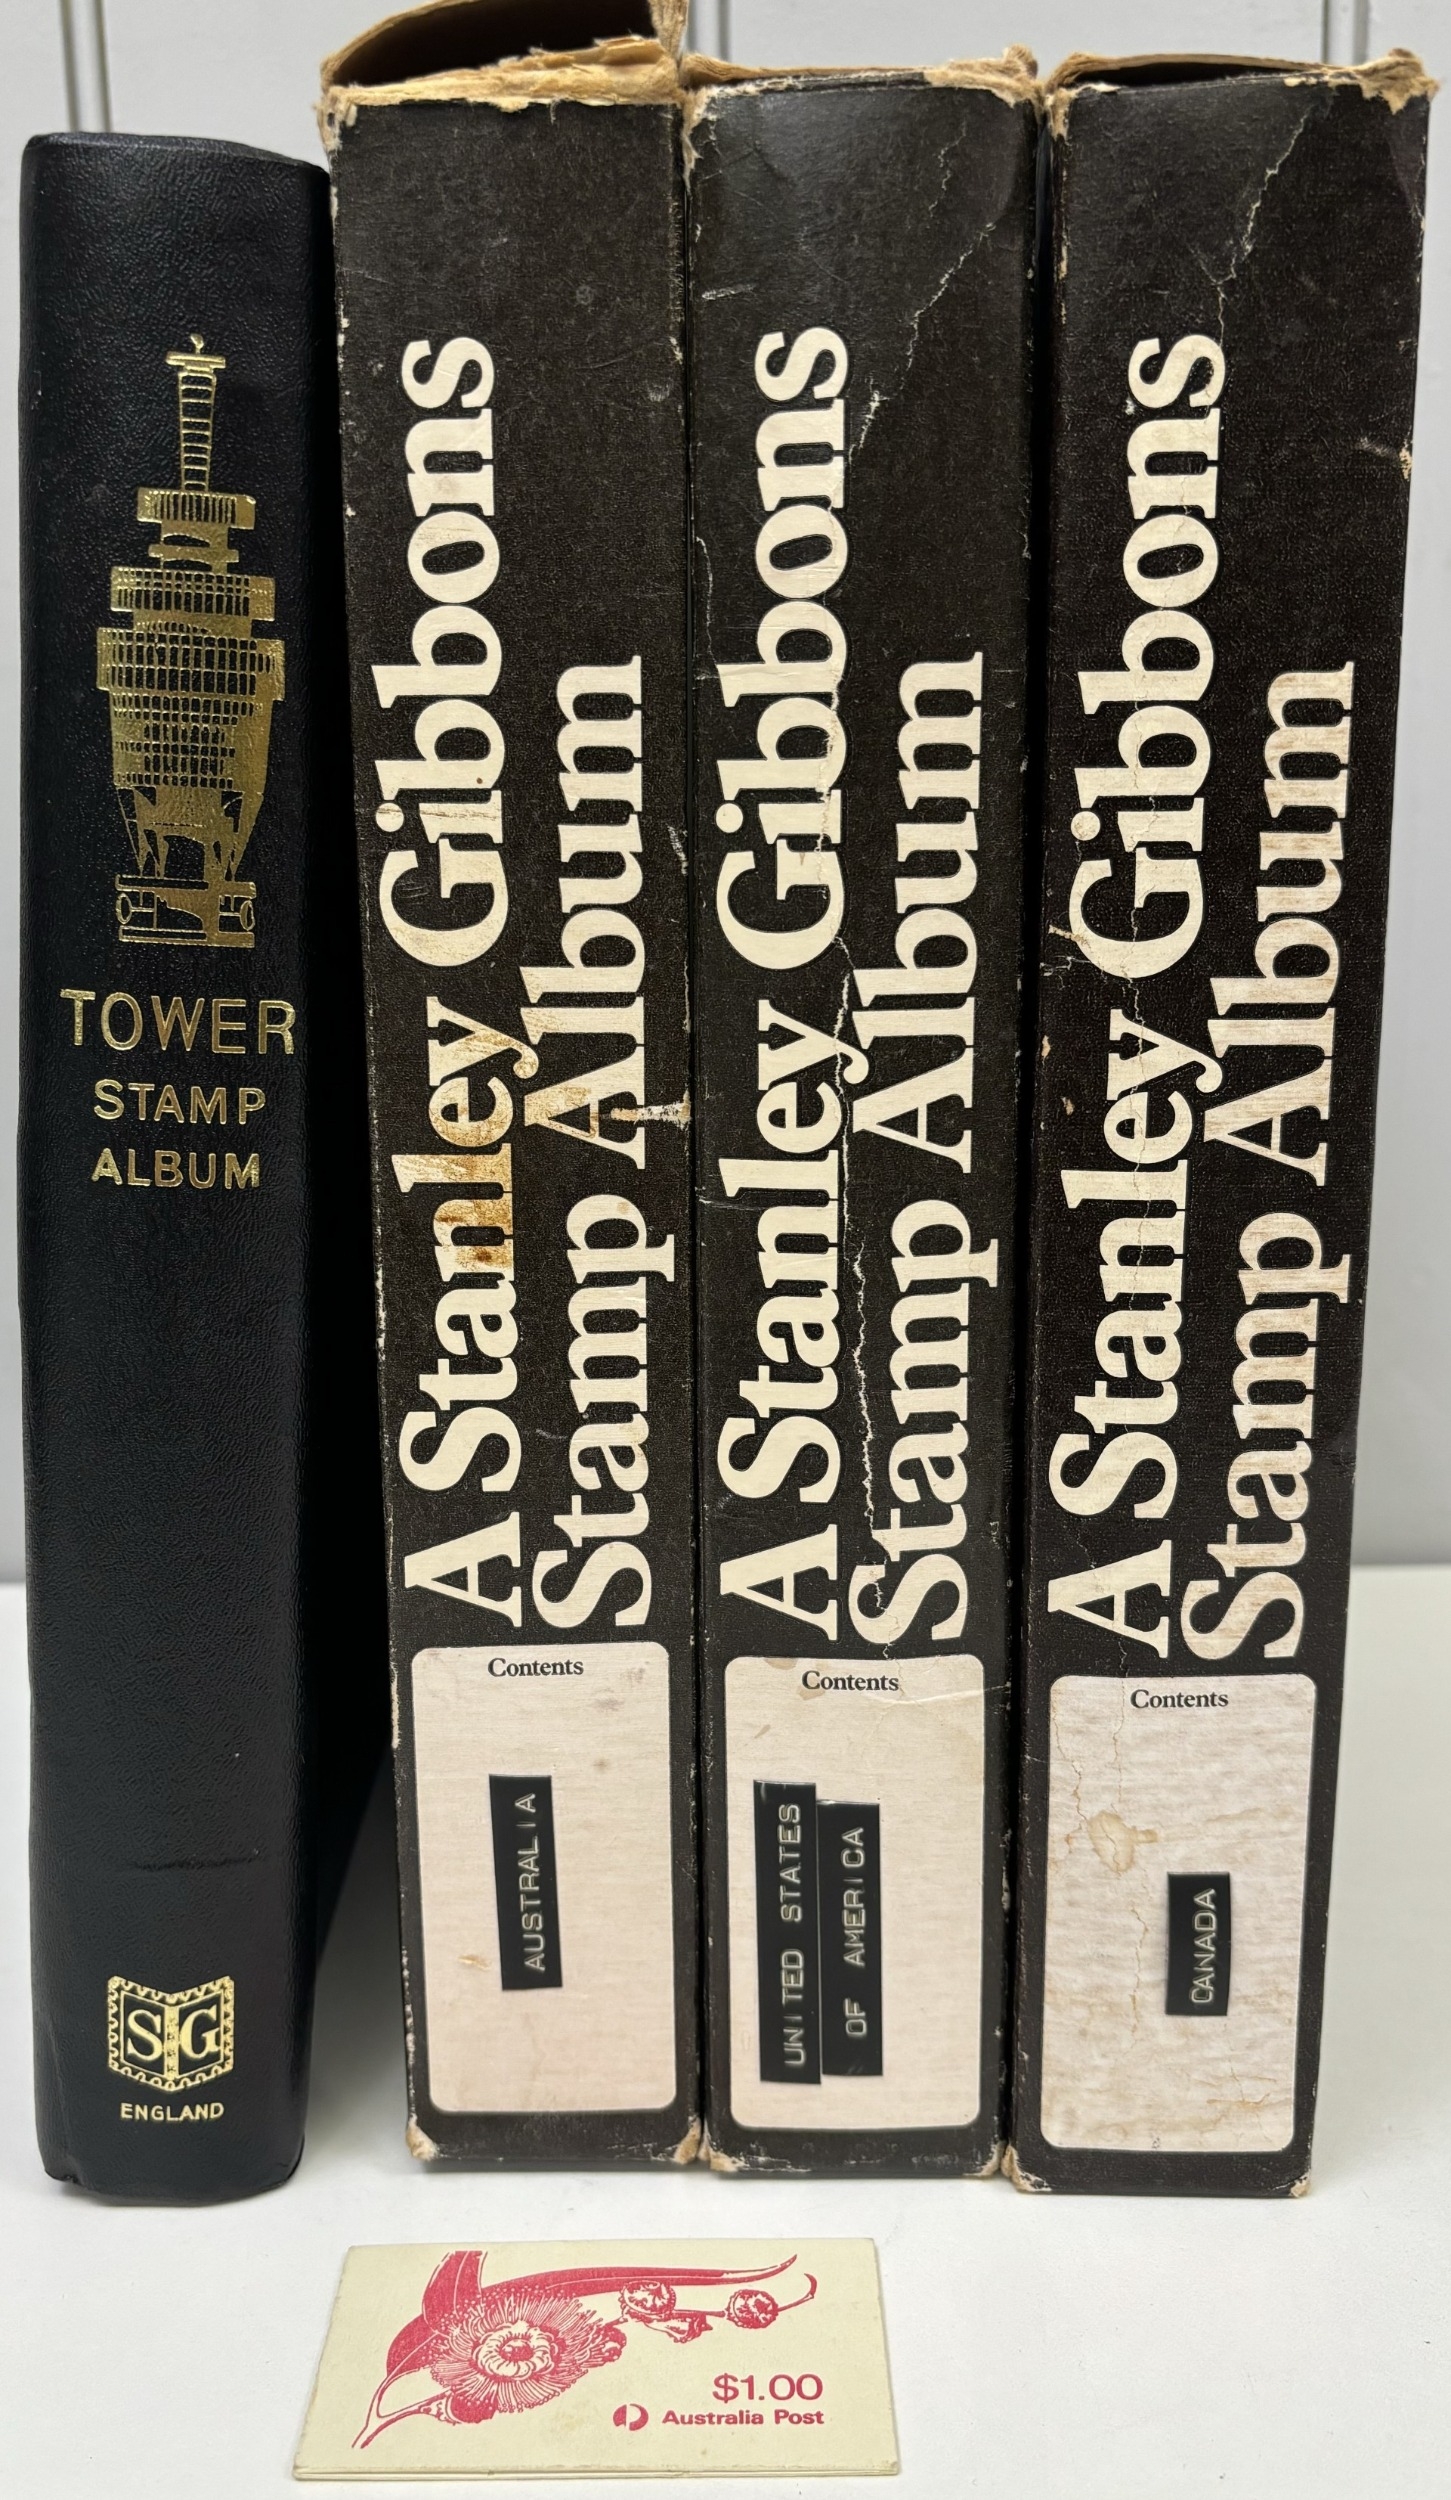 TOWER
STAMP
ALBUM
SG
ENGLAND
A Stanley Gibbons
Stamp Album
Contents
AUSTRALIA
A Stanley Gibbons
Stamp Album
Contents
UNITED STATES
OF AMERICA
A Stanley Gibbons
Stamp Album
Contents
CANADA
$1.00
Australia Post